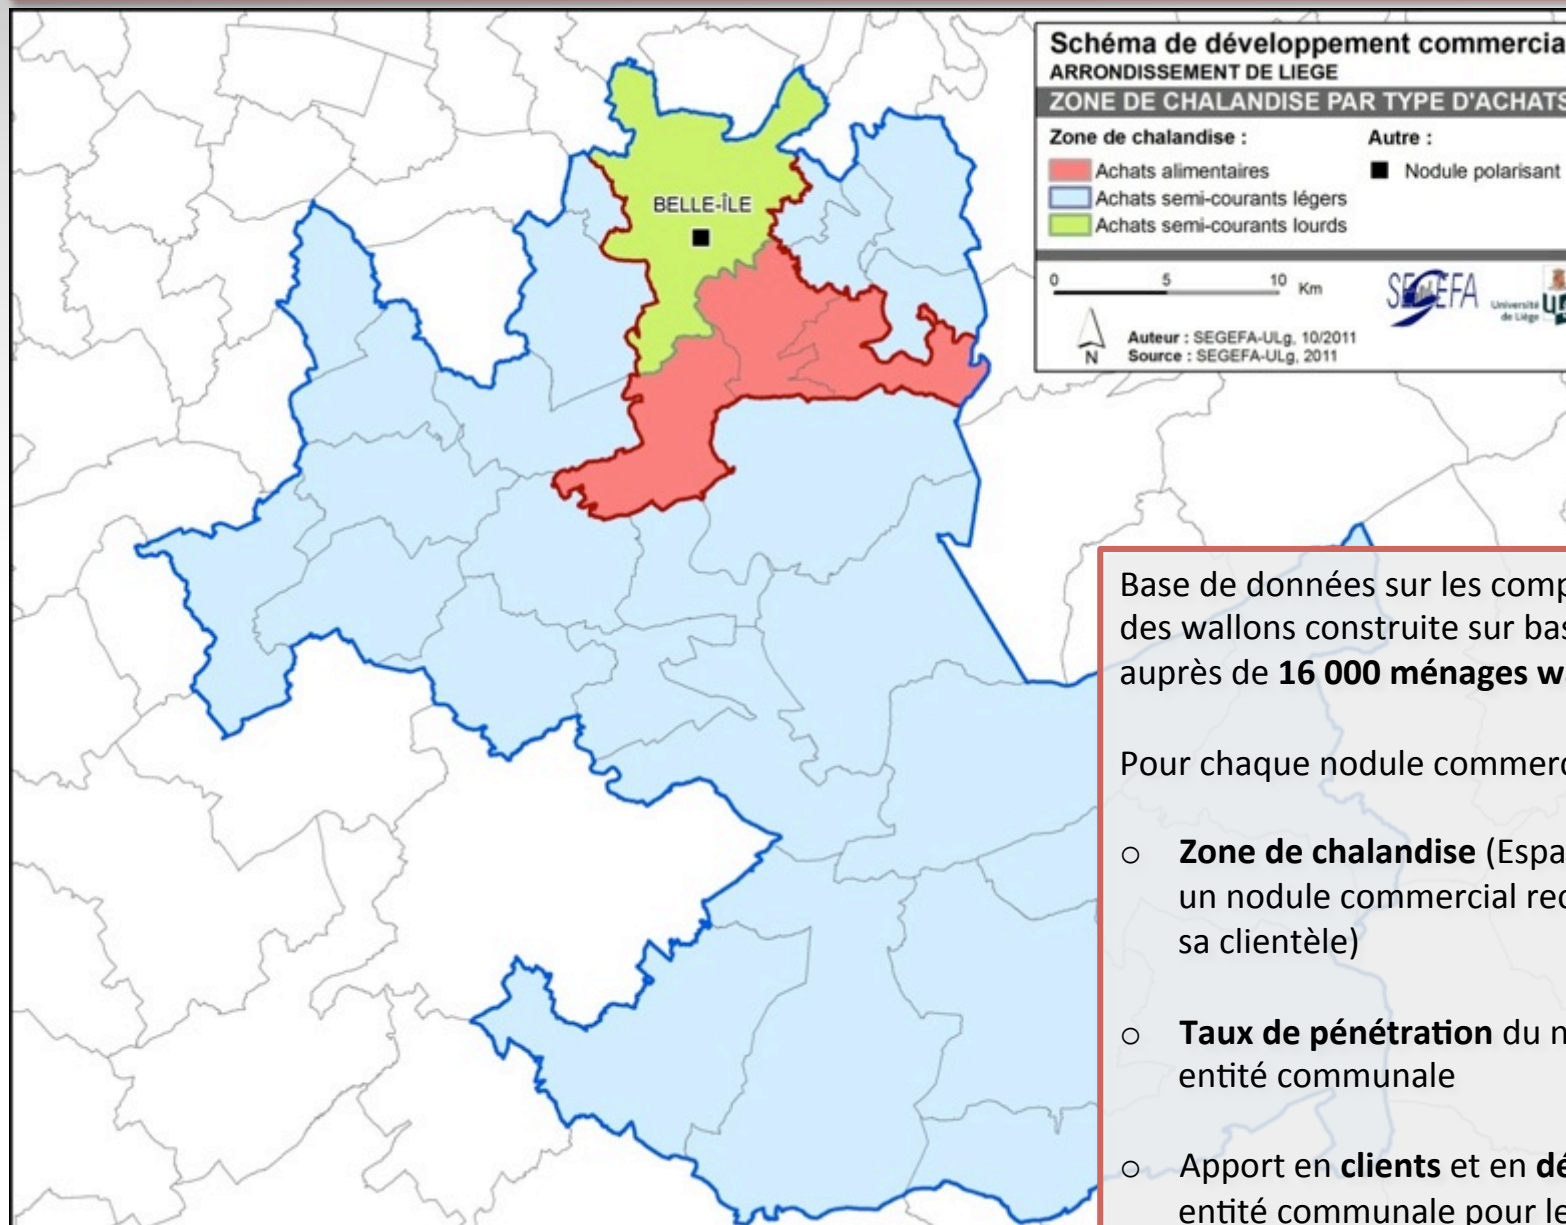 Schéma de développement commercia
ARRONDISSEMENT DE LIEGE
ZONE DE CHALANDISE PAR TYPE D'ACHATS
Zone de chalandise :
Achats alimentaires
Achats semi-courants légers
Achats semi-courants lourds
Autre :
Nodule polarisant
0 5 10 Km
N
Auteur : SEGEFA-ULg, 10/2011
Source : SEGEFA-ULg, 2011
SEGEFA
Université
de Liège
BELLE-ÎLE
Base de données sur les comp
des wallons construite sur bas
auprès de 16 000 ménages wa
Pour chaque nodule commerc
o Zone de chalandise (Espa
un nodule commercial rec
sa clientèle)
o Taux de pénétration du n
entité communale
o Apport en clients et en dé
entité communale pour le